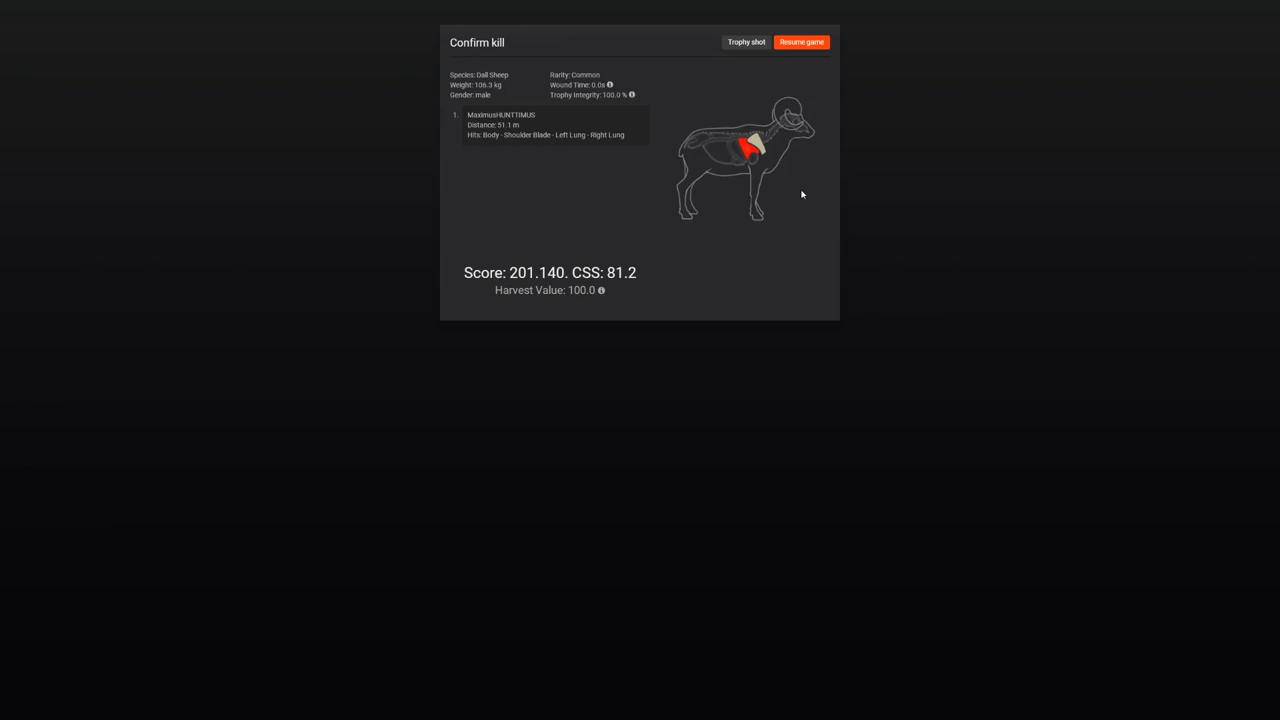 Confirm kill
Trophy shot
Resume game
Species: Dall Sheep
Rarity: Common
Weight: 106.3 kg
Wound Time: 0.0s
Gender: male
Trophy Integrity: 100.0 %
1. MaximusHUNTTIMUS
Distance: 51.1 m
Hits: Body - Shoulder Blade - Left Lung - Right Lung
Score: 201.140. CSS: 81.2
Harvest Value: 100.0